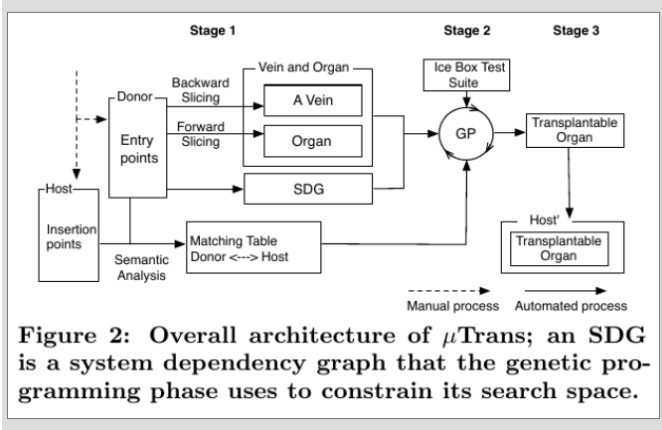 Stage 1
Stage 2
Stage 3
Vein and Organ
Ice Box Test
Suite
Backward
Slicing
A Vein
Donor
Entry
points
Forward
Slicing
Organ
GP
Transplantable
Organ
SDG
Host
Insertion
points
Semantic
Analysis
Matching Table
Donor <---> Host
Host'
Transplantable
Organ
Manual process
Automated process
Figure 2: Overall architecture of μTrans; an SDG
is a system dependency graph that the genetic pro-
gramming phase uses to constrain its search space.